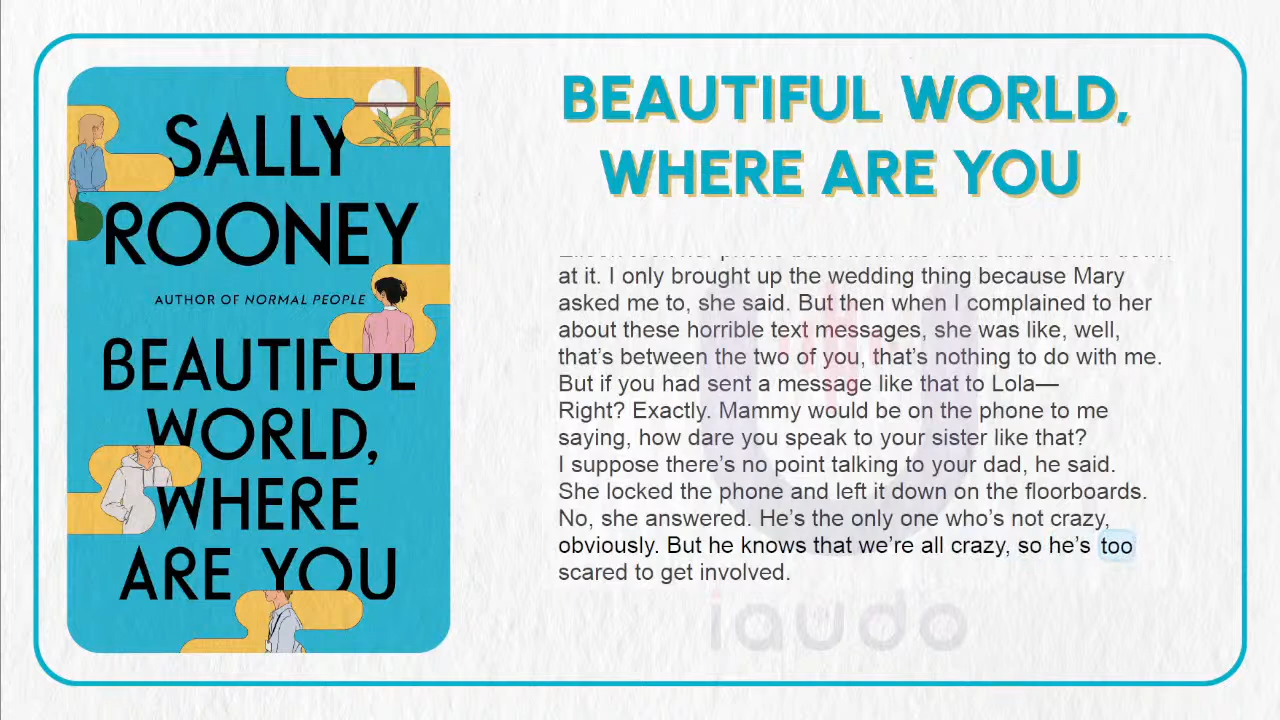 SALLY
ROONEY
AUTHOR OF NORMAL PEOPLE
BEAUTIFUL
WORLD,
WHERE
ARE YOU
BEAUTIFUL WORLD,
WHERE ARE YOU
at it. I only brought up the wedding thing because Mary
asked me to, she said. But then when I complained to her
about these horrible text messages, she was like, well,
that’s between the two of you, that’s nothing to do with me.
But if you had sent a message like that to Lola—
Right? Exactly. Mammy would be on the phone to me
saying, how dare you speak to your sister like that?
I suppose there’s no point talking to your dad, he said.
She locked the phone and left it down on the floorboards.
No, she answered. He’s the only one who’s not crazy,
obviously. But he knows that we’re all crazy, so he’s too
scared to get involved.
iaudo